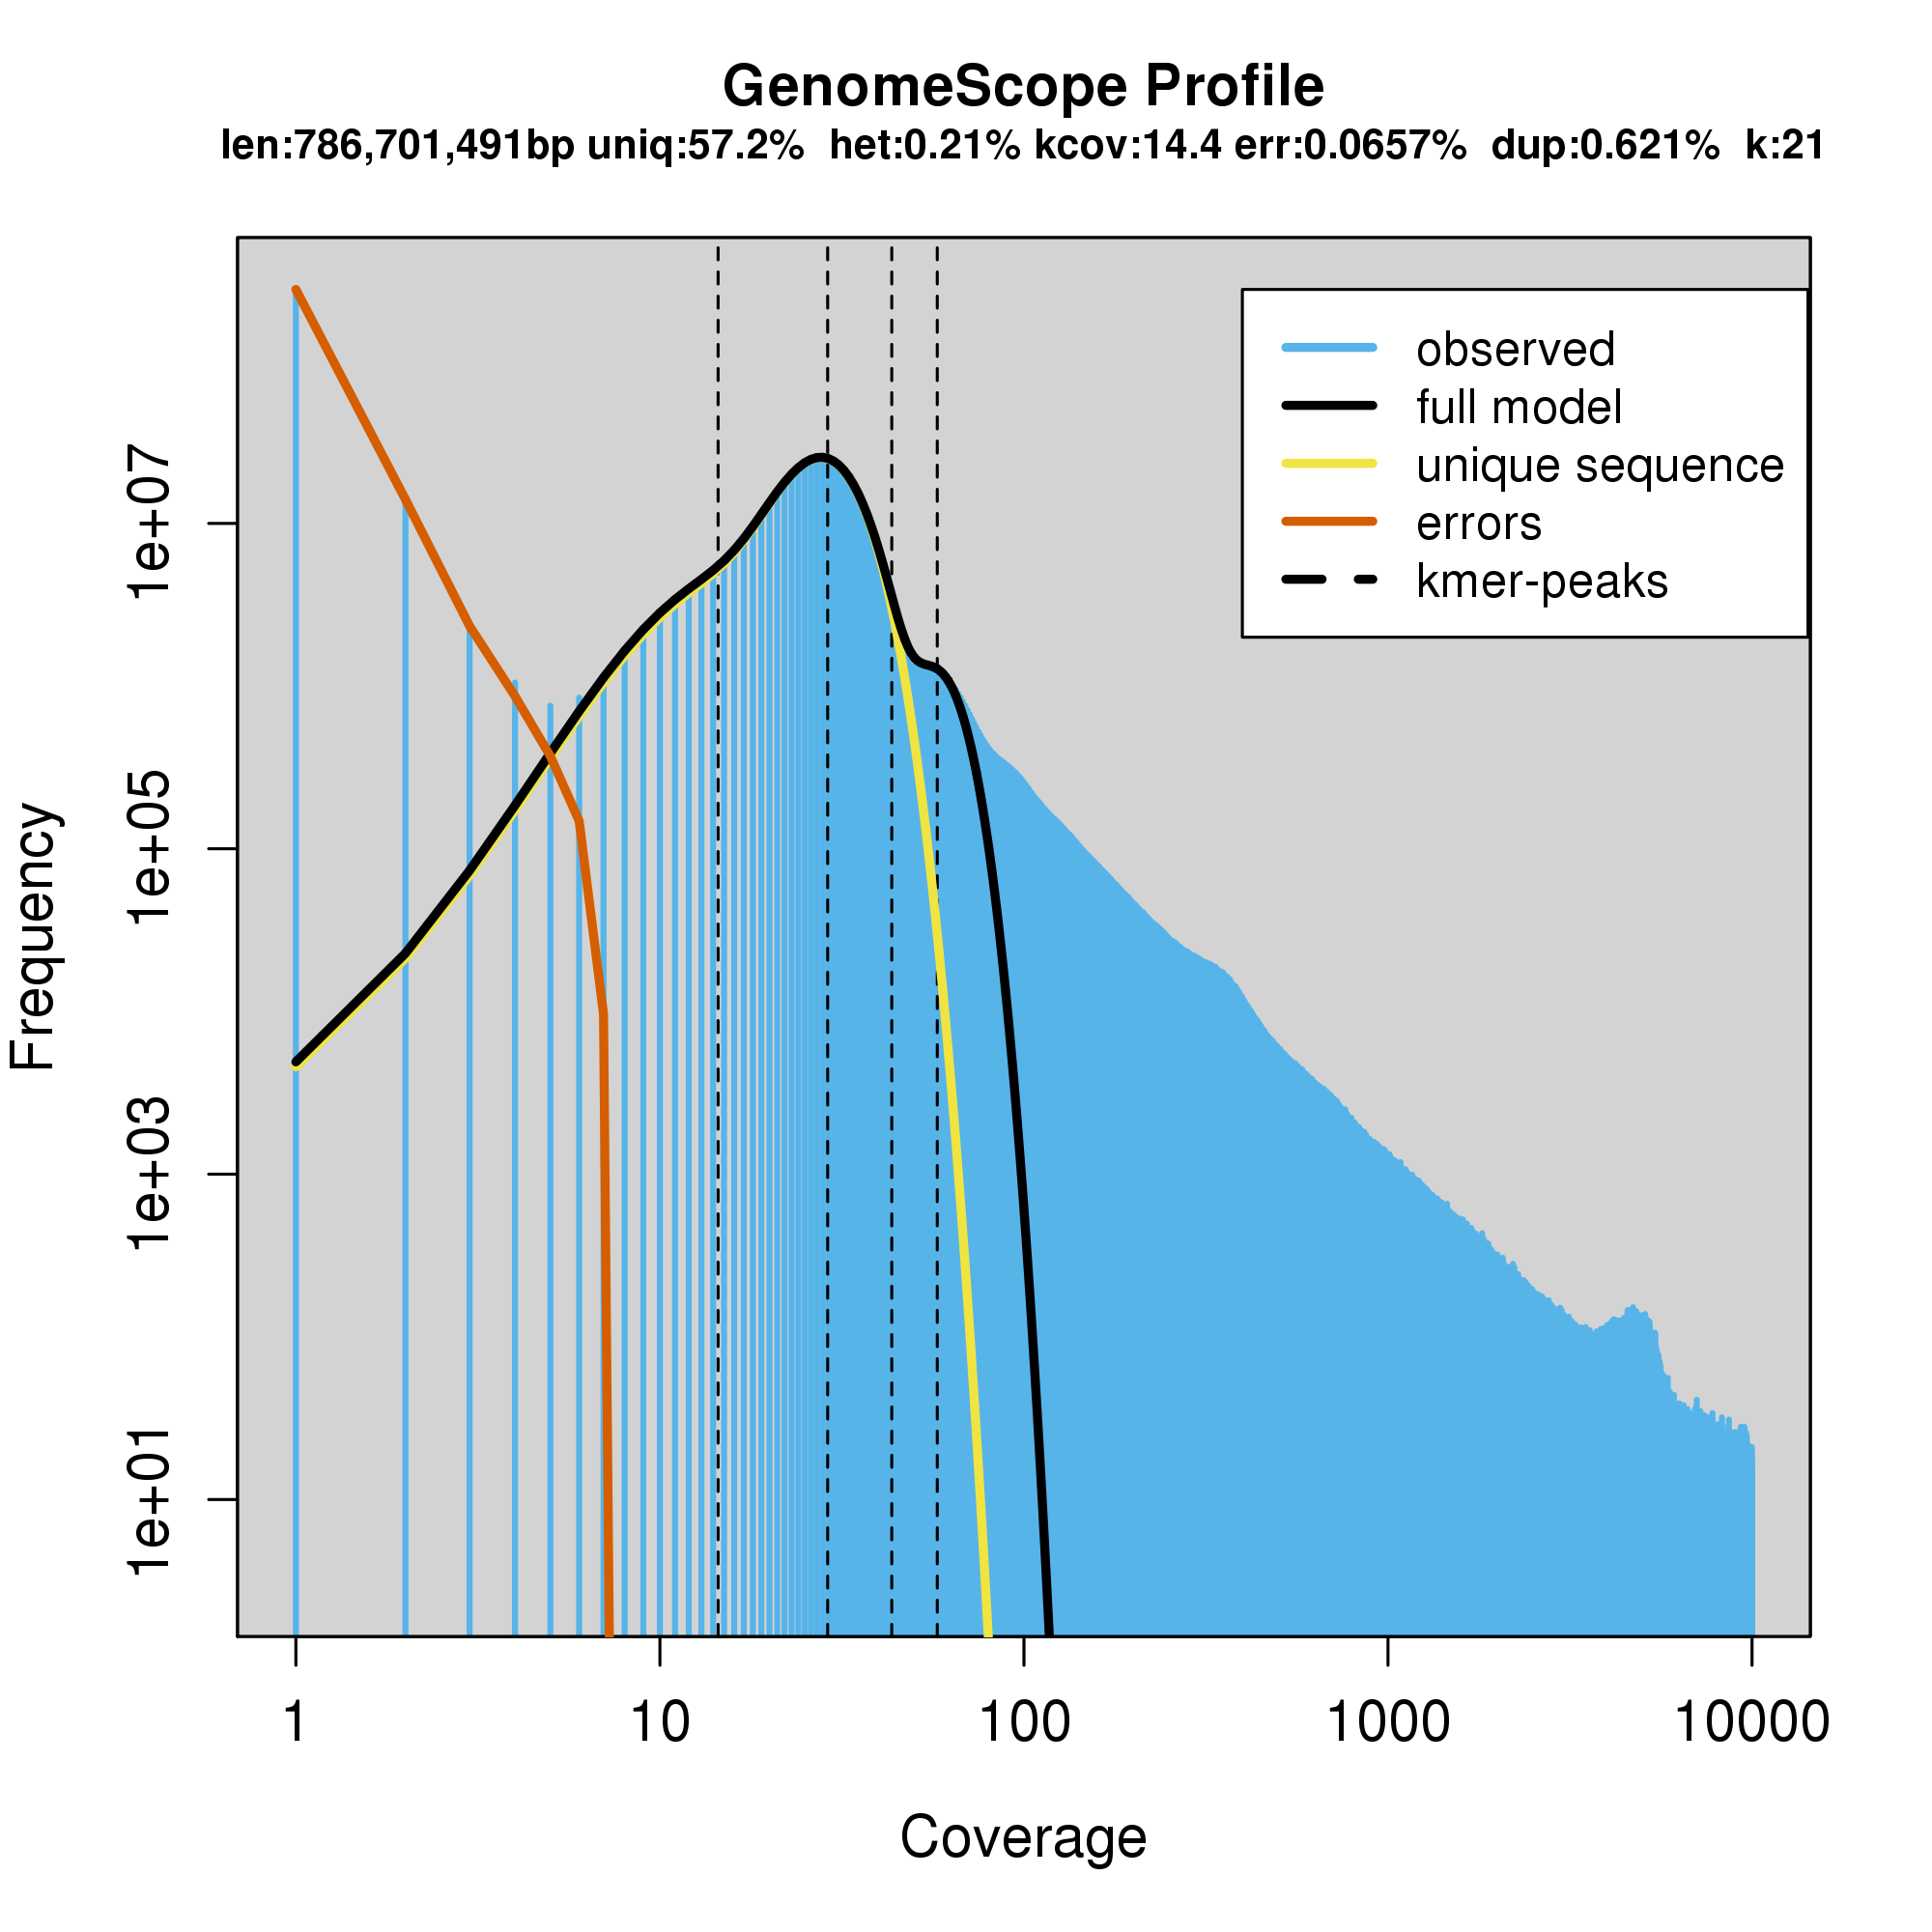 GenomeScope Profile
len:786,701,491bp uniq:57.2% het:0.21% kcov:14.4 err:0.0657% dup:0.621% k:21
observed
full model
unique sequence
errors
kmer-peaks
Frequency
1e+07
1e+05
1e+03
1e+01
1 10 100 1000 10000
Coverage